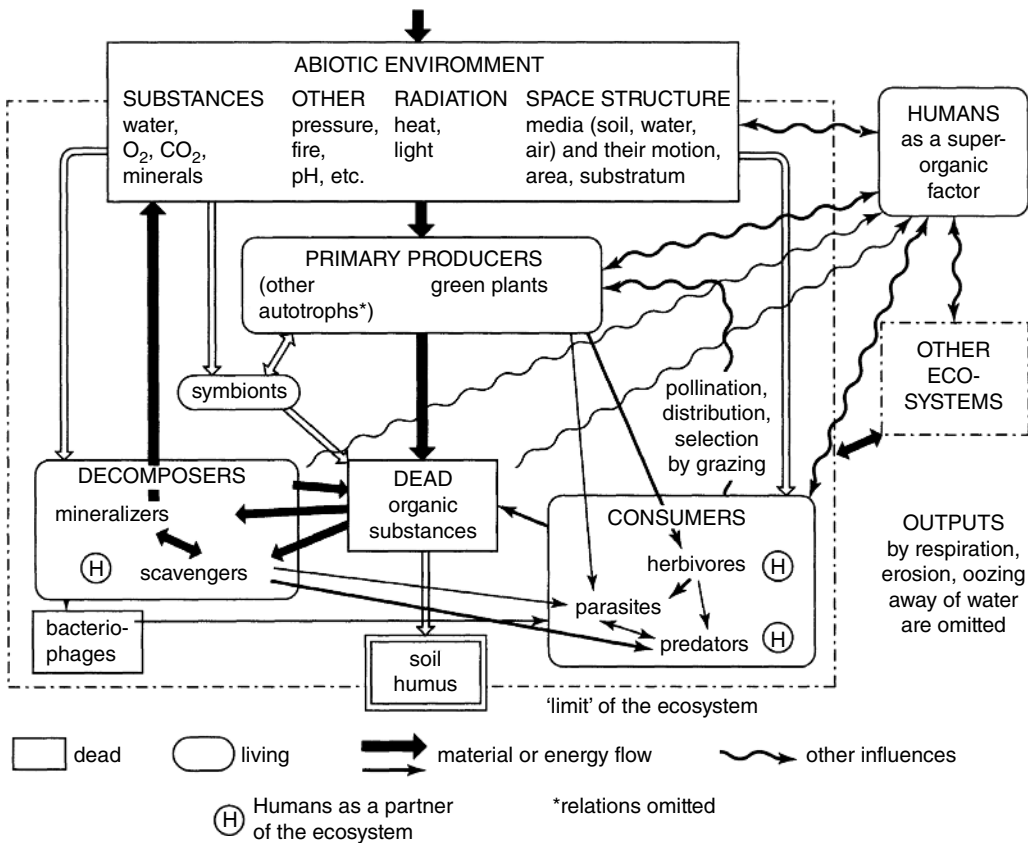 ABIOTIC ENVIROMMENT
SUBSTANCES
water,
O₂, CO₂,
minerals
OTHER
pressure,
fire,
pH, etc.
RADIATION
heat,
light
SPACE STRUCTURE
media (soil, water,
air) and their motion,
area, substratum
HUMANS
as a super-
organic
factor
PRIMARY PRODUCERS
(other
autotrophs*)
green plants
symbionts
pollination,
distribution,
selection
by grazing
OTHER
ECO-
SYSTEMS
DECOMPOSERS
mineralizers
H
scavengers
DEAD
organic
substances
CONSUMERS
herbivores
H
parasites
predators
H
OUTPUTS
by respiration,
erosion, oozing
away of water
are omitted
bacterio-
phages
soil
humus
'limit' of the ecosystem
dead
living
material or energy flow
other influences
H
Humans as a partner
of the ecosystem
*relations omitted